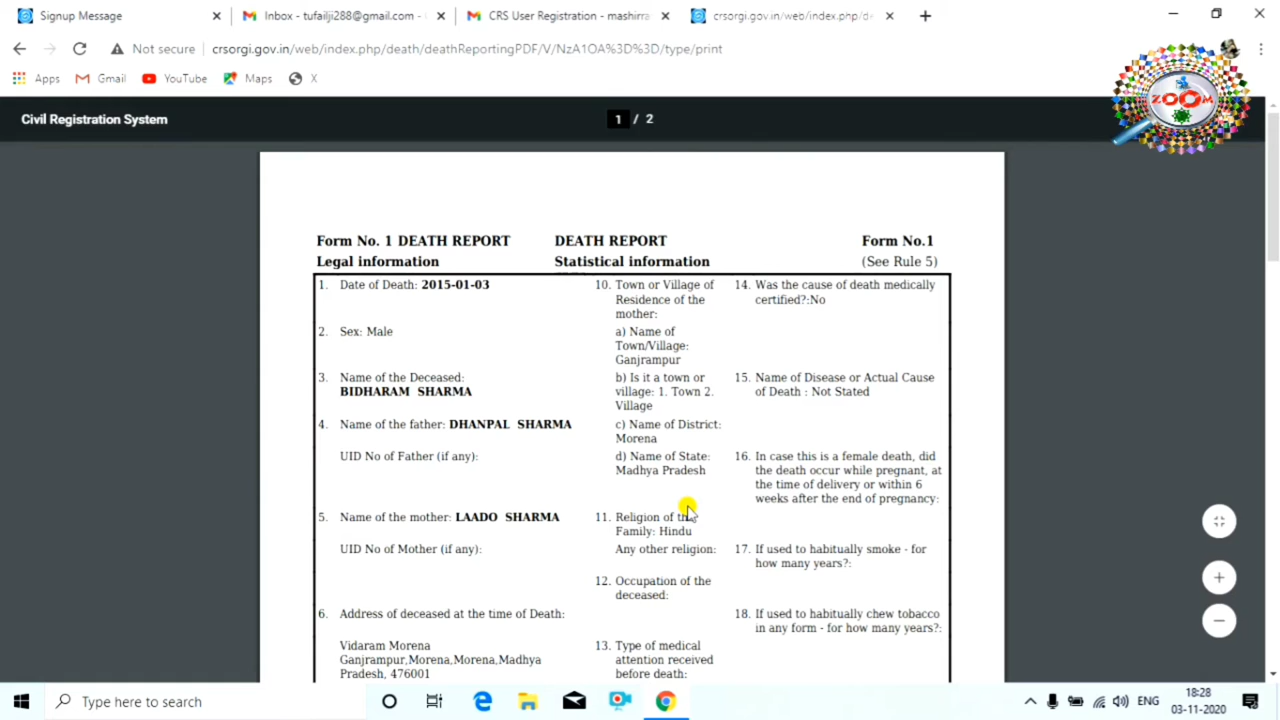 Signup Message
Inbox - tufailji288@gmail.com -
CRS User Registration - mashirra
crsorgi.gov.in/web/index.php/de
Not secure
crsorgi.gov.in/web/index.php/death/deathReportingPDF/V/NzA1OA%3D%3D/type/print
Apps
Gmail
YouTube
Maps
X
ZOOM
Civil Registration System
1 / 2
Form No. 1 DEATH REPORT
Legal information
DEATH REPORT
Statistical information
Form No.1
(See Rule 5)
1. Date of Death: 2015-01-03
2. Sex: Male
3. Name of the Deceased:
BIDHARAM SHARMA
4. Name of the father: DHANPAL SHARMA
UID No of Father (if any):
5. Name of the mother: LAADO SHARMA
UID No of Mother (if any):
6. Address of deceased at the time of Death:
Vidaram Morena
Ganjrampur,Morena,Morena,Madhya
Pradesh, 476001
10. Town or Village of
Residence of the
mother:
a) Name of
Town/Village:
Ganjrampur
b) Is it a town or
village: 1. Town 2.
Village
c) Name of District:
Morena
d) Name of State:
Madhya Pradesh
11. Religion of the
Family: Hindu
Any other religion:
12. Occupation of the
deceased:
13. Type of medical
attention received
before death:
14. Was the cause of death medically
certified?:No
15. Name of Disease or Actual Cause
of Death : Not Stated
16. In case this is a female death, did
the death occur while pregnant, at
the time of delivery or within 6
weeks after the end of pregnancy:
17. If used to habitually smoke - for
how many years?:
18. If used to habitually chew tobacco
in any form - for how many years?:
Type here to search
ENG
18:28
03-11-2020